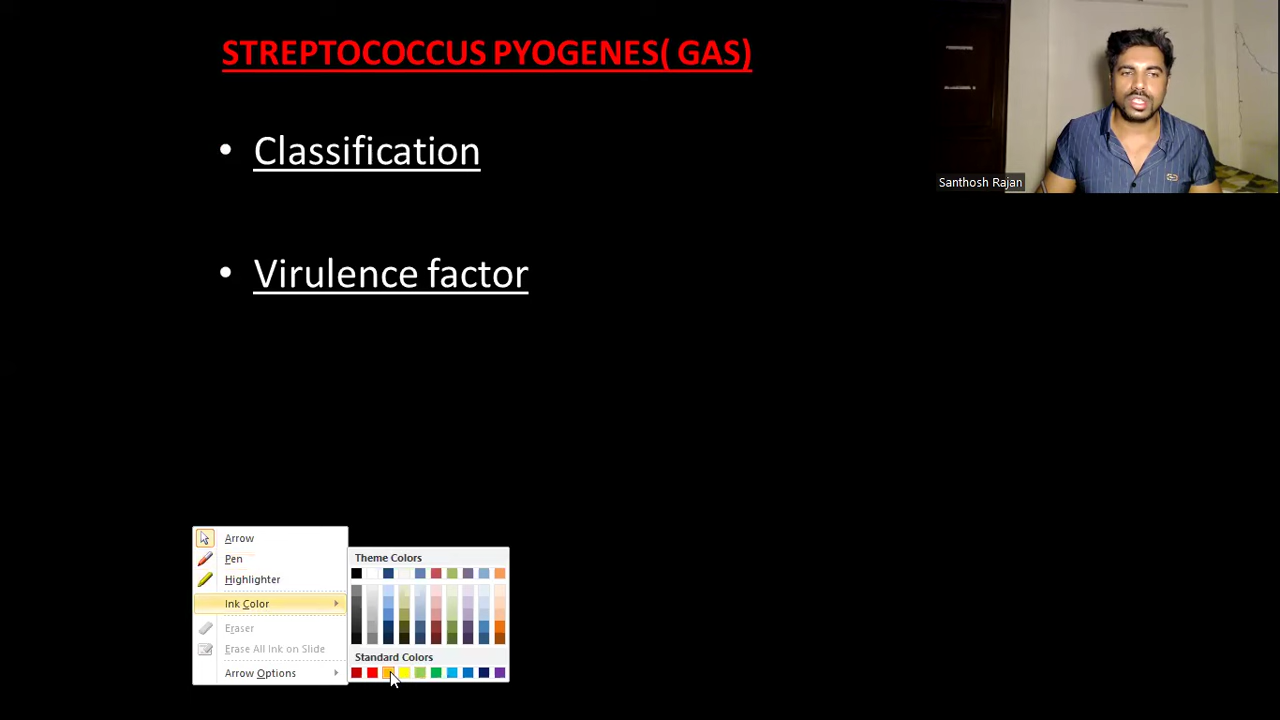 STREPTOCOCCUS PYOGENES( GAS)
• Classification
Santhosh Rajan
• Virulence factor
Arrow
Pen
Highlighter
Ink Color
Eraser
Erase All Ink on Slide
Arrow Options
Theme Colors
Standard Colors